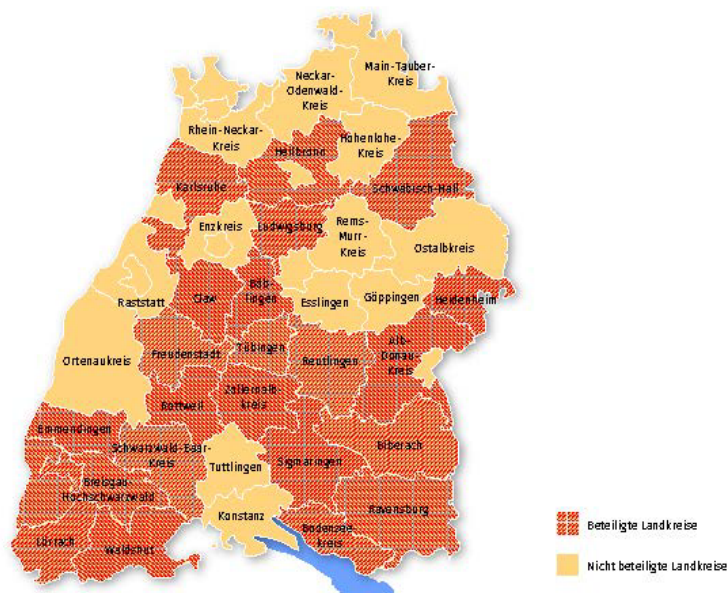 Main-Tauber-
Kreis
Neckar-
Odenwald-
Kreis
Rhein-Neckar-
Kreis
Hohenlohe-
Kreis
Heilbronn
Karlsruhe
Schwäbisch-Hall
Enzkreis
Ludwigsburg
Rems-
Murr-
Kreis
Ostalbkreis
Raststatt
Claw
Böb-
lingen
Esslingen
Göppingen
Heidenheim
Ortenaukreis
Freudenstadt
Tübingen
Reutlingen
Alb-
Donau-
Kreis
Rottweil
Zollernalb
kreis
Emmendingen
Schwarzwald-Baar-
Kreis
Tuttlingen
Sigmaringen
Biberach
Breisgau-
Hochschwarzwald
Konstanz
Ravensburg
Bodensee
kreis
Lörrach
Waldshut
Beteiligte Landkreise
Nicht beteiligte Landkreise